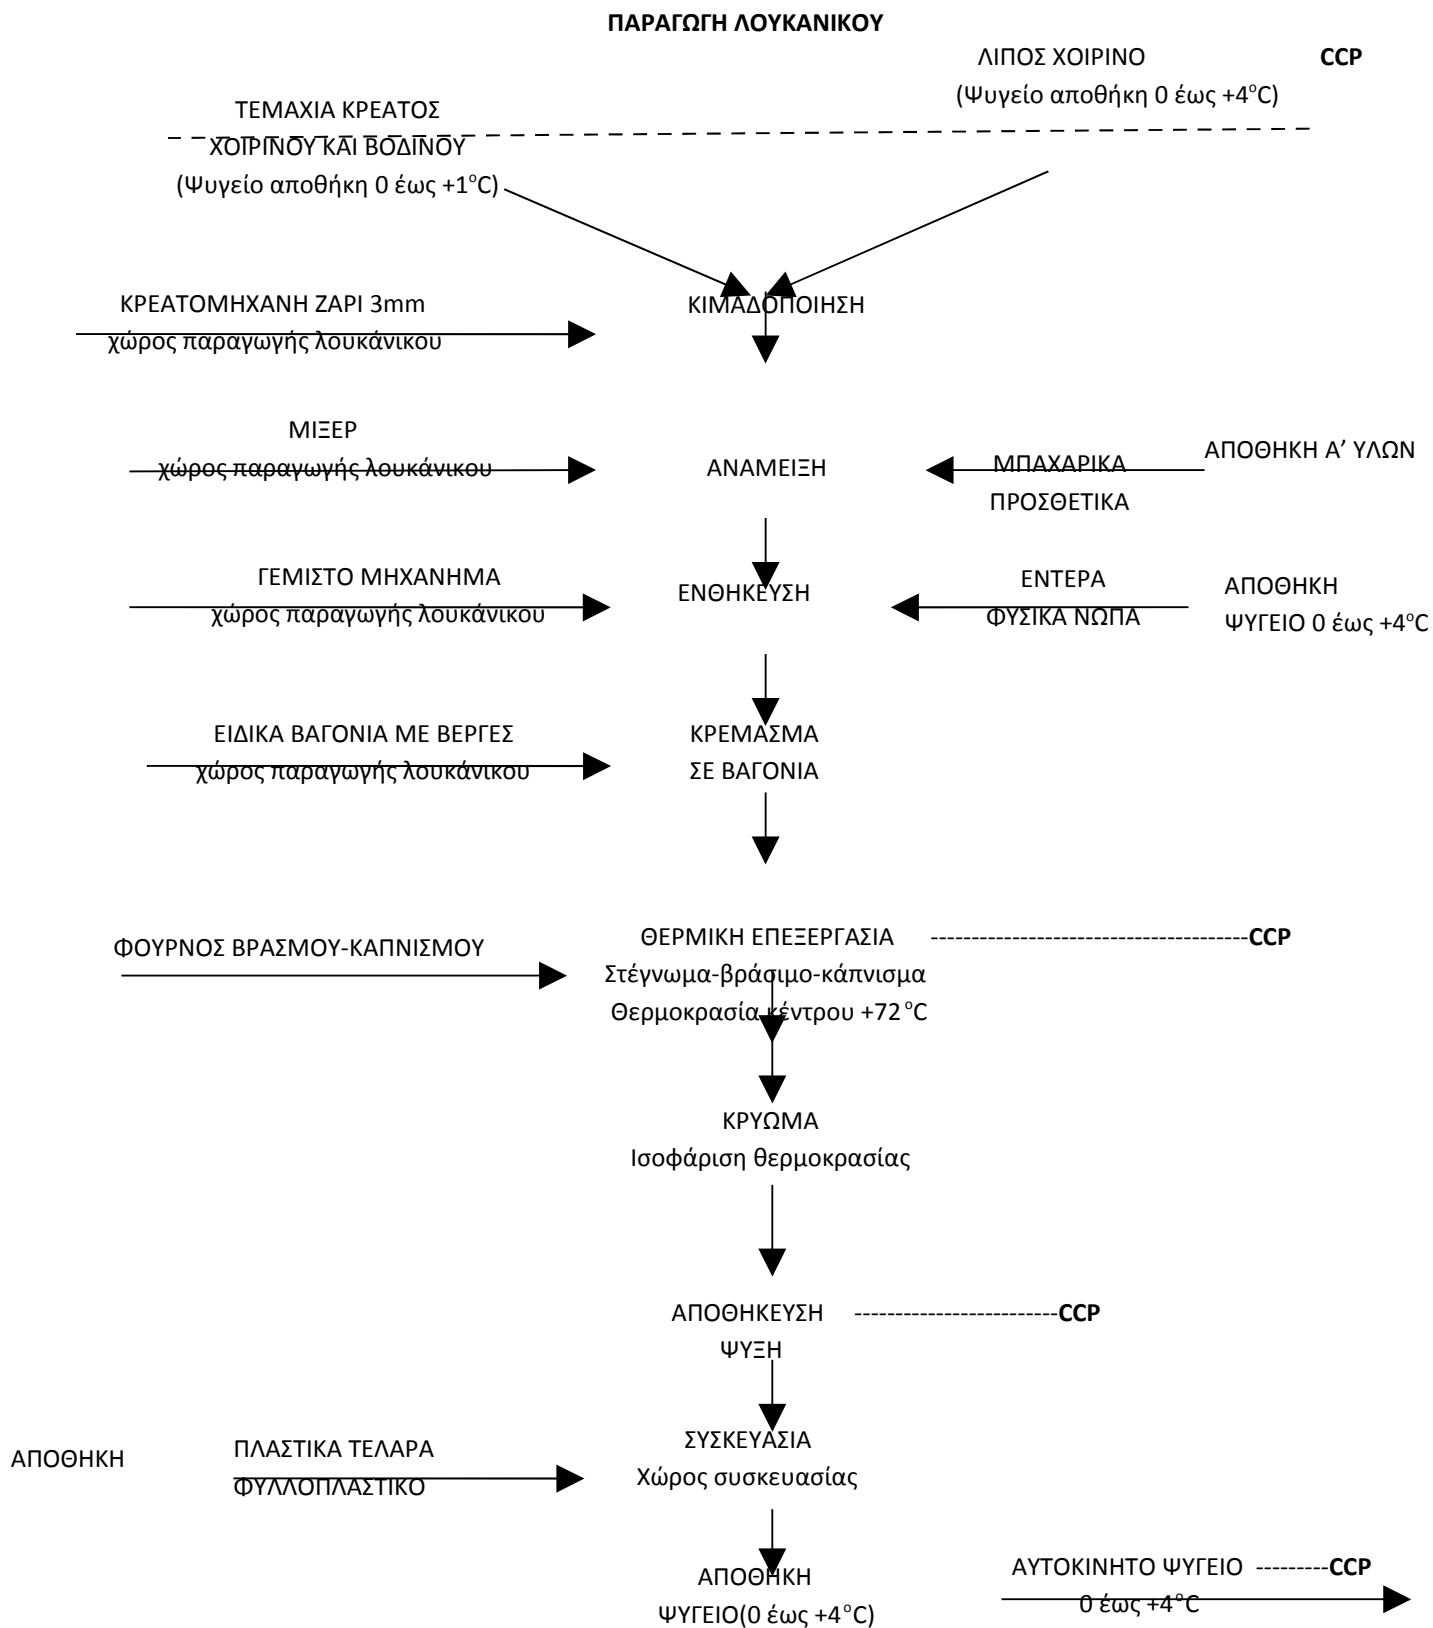 ΠΑΡΑΓΩΓΗ ΛΟΥΚΑΝΙΚΟΥ
ΛΙΠΟΣ ΧΟΙΡΙΝΟ CCP
(Ψυγείο αποθήκη 0 έως +4°C)
ΤΕΜΑΧΙΑ ΚΡΕΑΤΟΣ
ΧΟΙΡΙΝΟΥ ΚΑΙ ΒΟΔΙΝΟΥ
(Ψυγείο αποθήκη 0 έως +1°C)
ΚΡΕΑΤΟΜΗΧΑΝΗ ΖΑΡΙ 3mm
χώρος παραγωγής λουκάνικου
ΚΙΜΑΔΟΠΟΙΗΣΗ
ΜΙΞΕΡ
χώρος παραγωγής λουκάνικου
ΑΝΑΜΕΙΞΗ
ΜΠΑΧΑΡΙΚΑ
ΠΡΟΣΘΕΤΙΚΑ
ΑΠΟΘΗΚΗ Α’ ΥΛΩΝ
ΓΕΜΙΣΤΟ ΜΗΧΑΝΗΜΑ
χώρος παραγωγής λουκάνικου
ΕΝΘΗΚΕΥΣΗ
ΕΝΤΕΡΑ
ΦΥΣΙΚΑ ΝΩΠΑ
ΑΠΟΘΗΚΗ
ΨΥΓΕΙΟ 0 έως +4°C
ΕΙΔΙΚΑ ΒΑΓΟΝΙΑ ΜΕ ΒΕΡΓΕΣ
χώρος παραγωγής λουκάνικου
ΚΡΕΜΑΣΜΑ
ΣΕ ΒΑΓΟΝΙΑ
ΦΟΥΡΝΟΣ ΒΡΑΣΜΟΥ-ΚΑΠΝΙΣΜΟΥ
ΘΕΡΜΙΚΗ ΕΠΕΞΕΡΓΑΣΙΑ ---------------------------------------CCP
Στέγνωμα-βράσιμο-κάπνισμα
Θερμοκρασία κέντρου +72°C
ΚΡΥΩΜΑ
Ισοφάριση θερμοκρασίας
ΑΠΟΘΗΚΕΥΣΗ -------------------------CCP
ΨΥΞΗ
ΑΠΟΘΗΚΗ
ΠΛΑΣΤΙΚΑ ΤΕΛΑΡΑ
ΦΥΛΛΟΠΛΑΣΤΙΚΟ
ΣΥΣΚΕΥΑΣΙΑ
Χώρος συσκευασίας
ΑΠΟΘΗΚΗ
ΨΥΓΕΙΟ(0 έως +4°C)
ΑΥΤΟΚΙΝΗΤΟ ΨΥΓΕΙΟ ---------CCP
0 έως +4°C